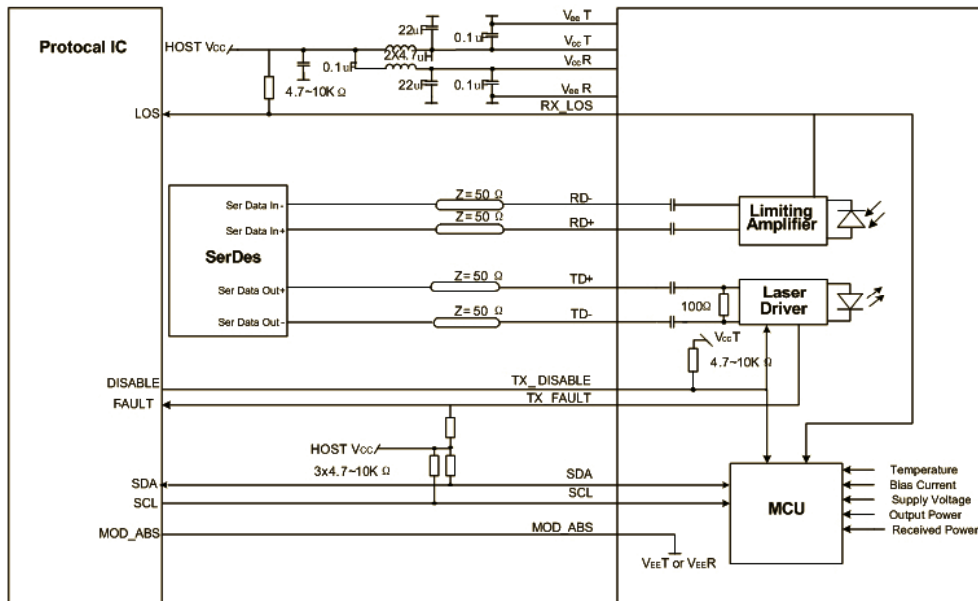 Protocal IC
HOST Vcc
22uF
0.1uF
Vcc T
Vcc T
0.1uF
2X4.7uH
Vcc R
22uF
0.1uF
Vcc R
4.7~10K Ω
LOS
RX_LOS
Z= 50 Ω
RD-
Ser Data In -
Z= 50 Ω
RD+
Ser Data In+
Limiting
Amplifier
SerDes
Z= 50 Ω
TD+
Ser Data Out+
100Ω
Laser
Driver
Z= 50 Ω
TD-
Ser Data Out -
VccT
4.7~10K Ω
DISABLE
TX_DISABLE
FAULT
TX_FAULT
HOST Vcc
3x4.7~10K Ω
SDA
SDA
SCL
SCL
MCU
Temperature
Bias Current
Supply Voltage
Output Power
Received Power
MOD_ABS
MOD_ABS
VEET or VEER